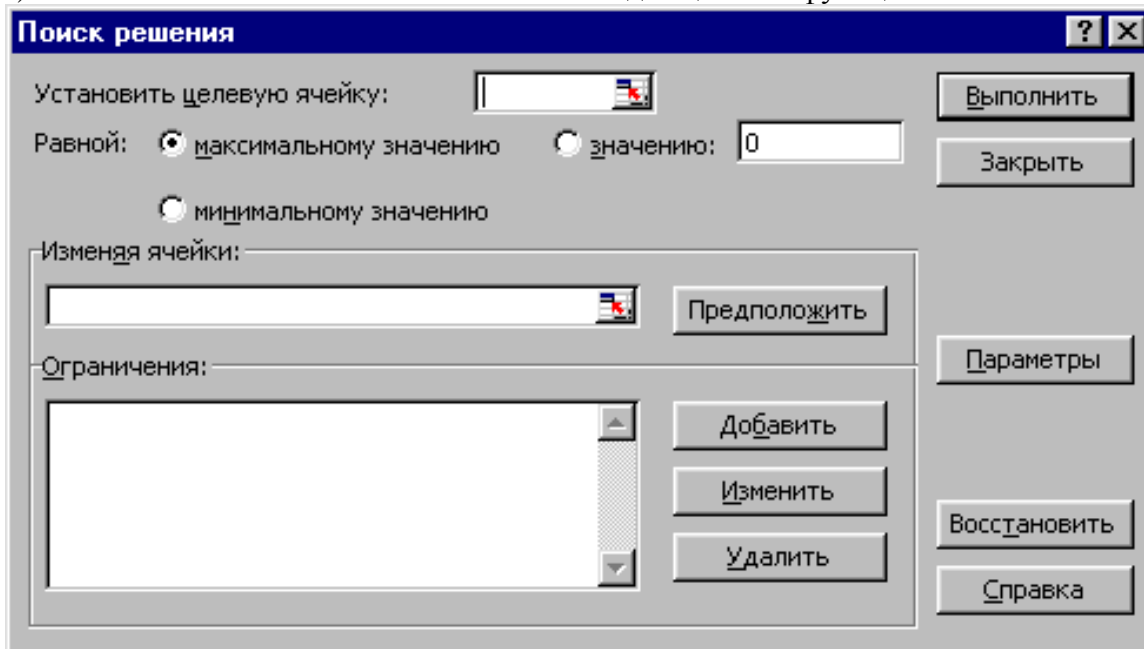 Поиск решения
Установить целевую ячейку:
Выполнить
Равной: максимальному значению значению: 0
Закрыть
минимальному значению
Изменяя ячейки:
Предположить
Параметры
Ограничения:
Добавить
Изменить
Удалить
Восстановить
Справка